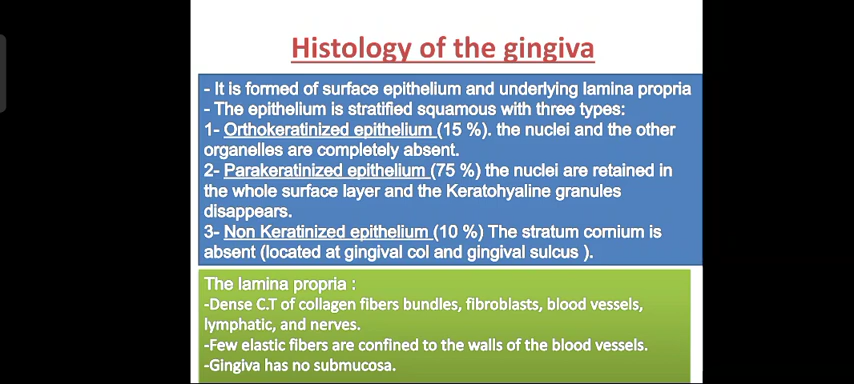 Histology of the gingiva
- It is formed of surface epithelium and underlying lamina propria
- The epithelium is stratified squamous with three types:
1- Orthokeratinized epithelium (15 %). the nuclei and the other
organelles are completely absent.
2- Parakeratinized epithelium (75 %) the nuclei are retained in
the whole surface layer and the Keratohyaline granules
disappears.
3- Non Keratinized epithelium (10 %) The stratum cornium is
absent (located at gingival col and gingival sulcus ).
The lamina propria :
-Dense C.T of collagen fibers bundles, fibroblasts, blood vessels,
lymphatic, and nerves.
-Few elastic fibers are confined to the walls of the blood vessels.
-Gingiva has no submucosa.